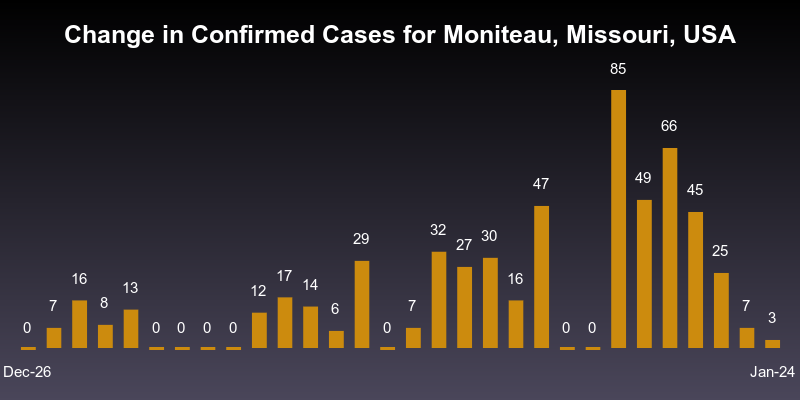 Change in Confirmed Cases for Moniteau, Missouri, USA
0 7 16 8 13 0 0 0 0 12 17 14 6 29 0 7 32 27 30 16 47 0 0 85 49 66 45 25 7 3
Dec-26 Jan-24